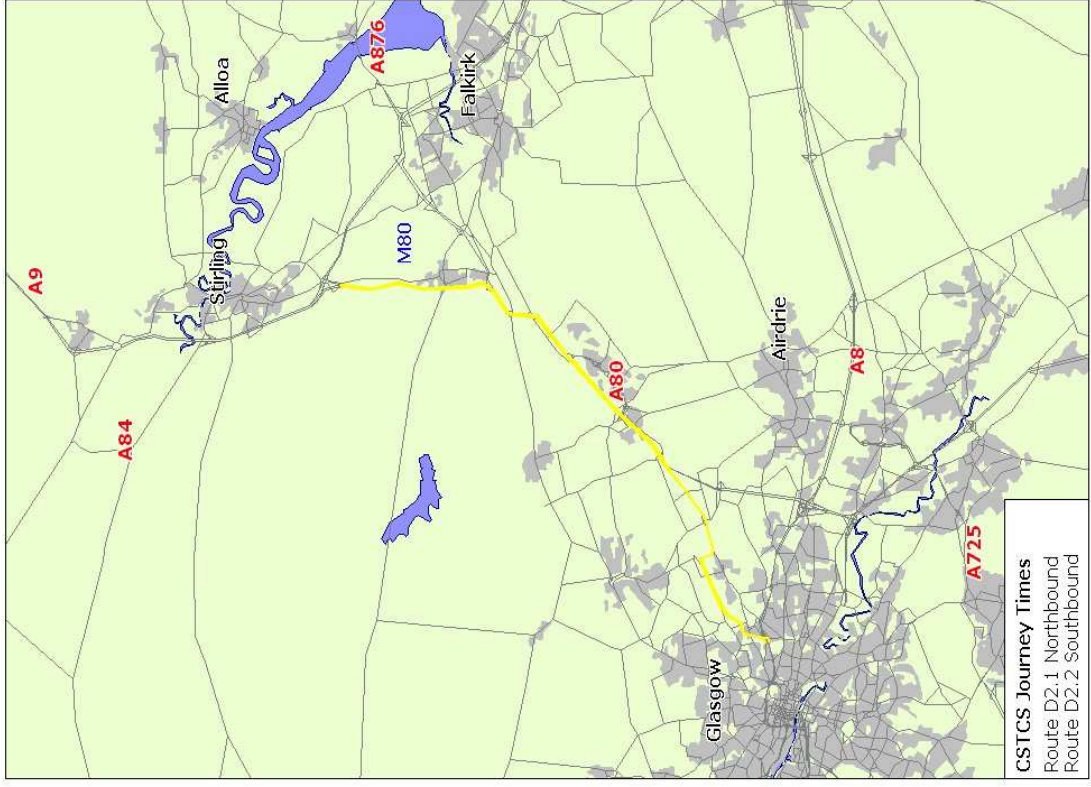 A9
A84
Stirling
Alloa
A876
Falkirk
M80
A80
Airdrie
A8
Glasgow
A725
CSTCS Journey Times
Route D2.1 Northbound
Route D2.2 Southbound